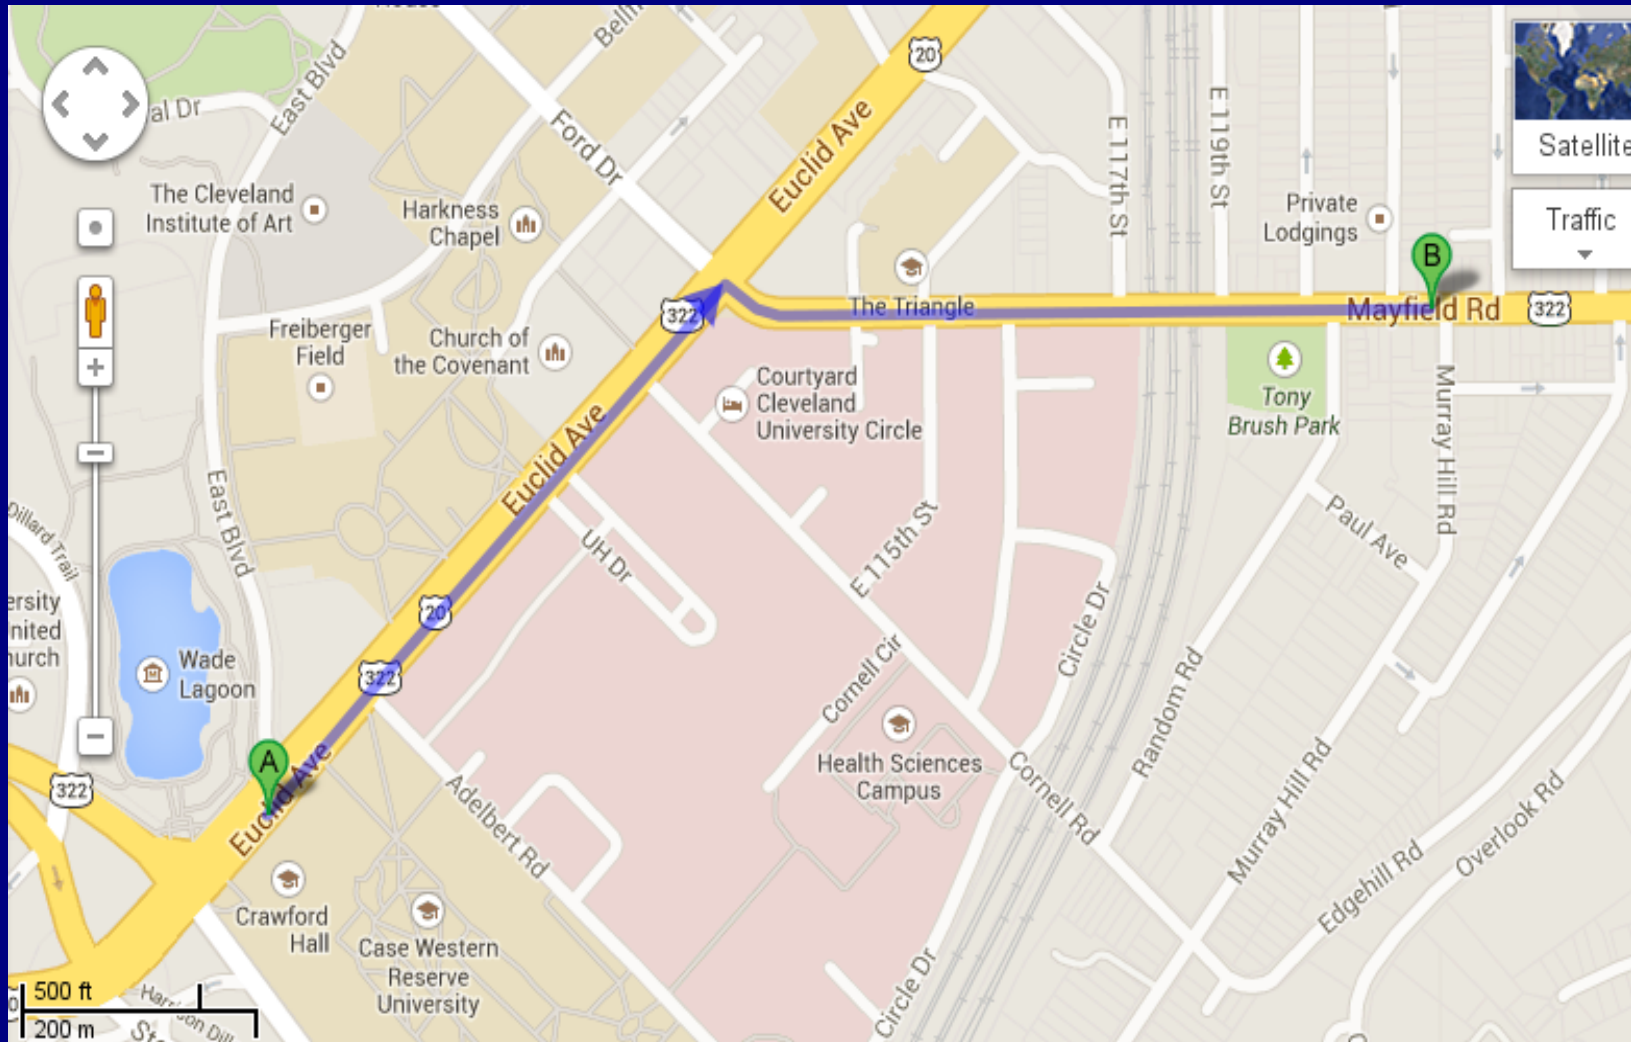 East Blvd
Bellfl
20
al Dr
Ford Dr
Euclid Ave
E 117th St
E 119th St
Satellite
Traffic
The Cleveland
Institute of Art
Harkness
Chapel
Private
Lodgings
B
322
The Triangle
Mayfield Rd
322
Freiberger
Field
Church of
the Covenant
Courtyard
Cleveland
University Circle
Tony
Brush Park
Murray Hill Rd
Euclid Ave
East Blvd
Dillard Trail
UH Dr
E 115th St
Paul Ave
ersity
nited
hurch
20
Wade
Lagoon
322
Circle Dr
Cornell Cir
Random Rd
A
Euclid Ave
322
Adelbert Rd
Health Sciences
Campus
Cornell Rd
Murray Hill Rd
Edgehill Rd
Overlook Rd
Crawford
Hall
Case Western
Reserve
University
Circle Dr
500 ft
200 m